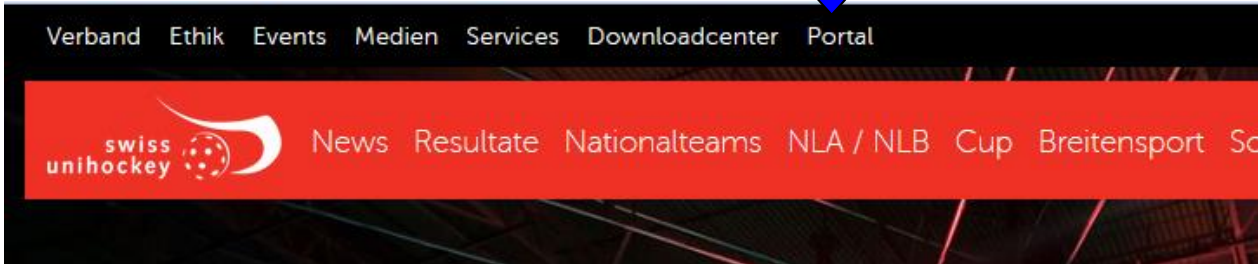 Verband Ethik Events Medien Services Downloadcenter Portal
swiss
unihockey
News Resultate Nationalteams NLA / NLB Cup Breitensport